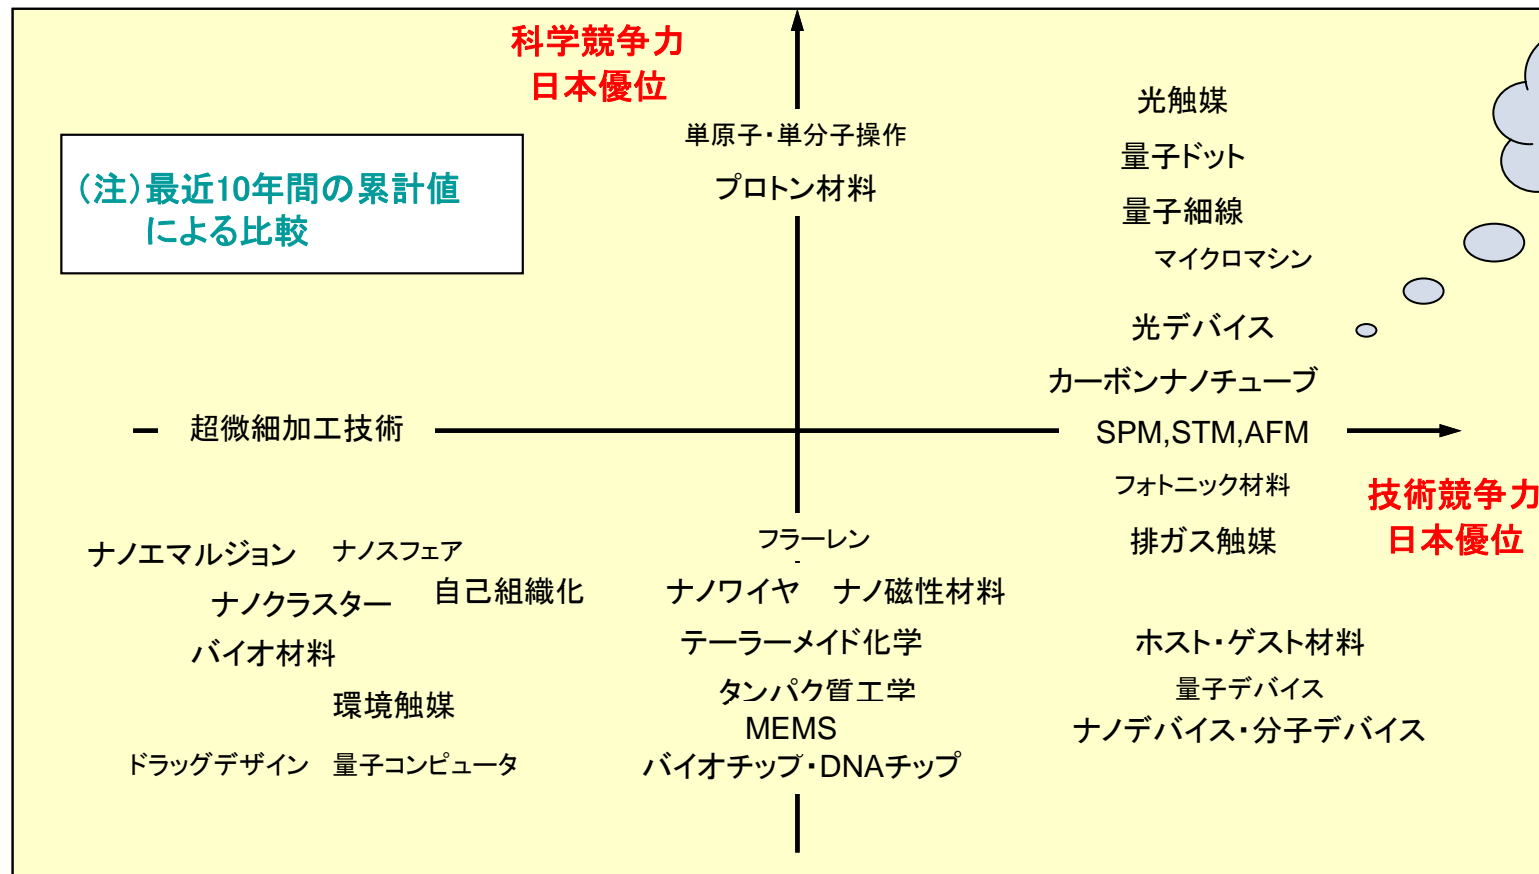 科学競争力
日本優位
(注)最近10年間の累計値
による比較
単原子・単分子操作
プロトン材料
光触媒
量子ドット
量子細線
マイクロマシン
光デバイス
カーボンナノチューブ
超微細加工技術
SPM,STM,AFM
フォトニック材料
排ガス触媒
技術競争力
日本優位
ナノエマルジョン ナノスフェア
ナノクラスター 自己組織化
バイオ材料
環境触媒
ドラッグデザイン 量子コンピュータ
フラーレン
ナノワイヤ ナノ磁性材料
テーラーメイド化学
タンパク質工学
MEMS
バイオチップ・DNAチップ
ホスト・ゲスト材料
量子デバイス
ナノデバイス・分子デバイス